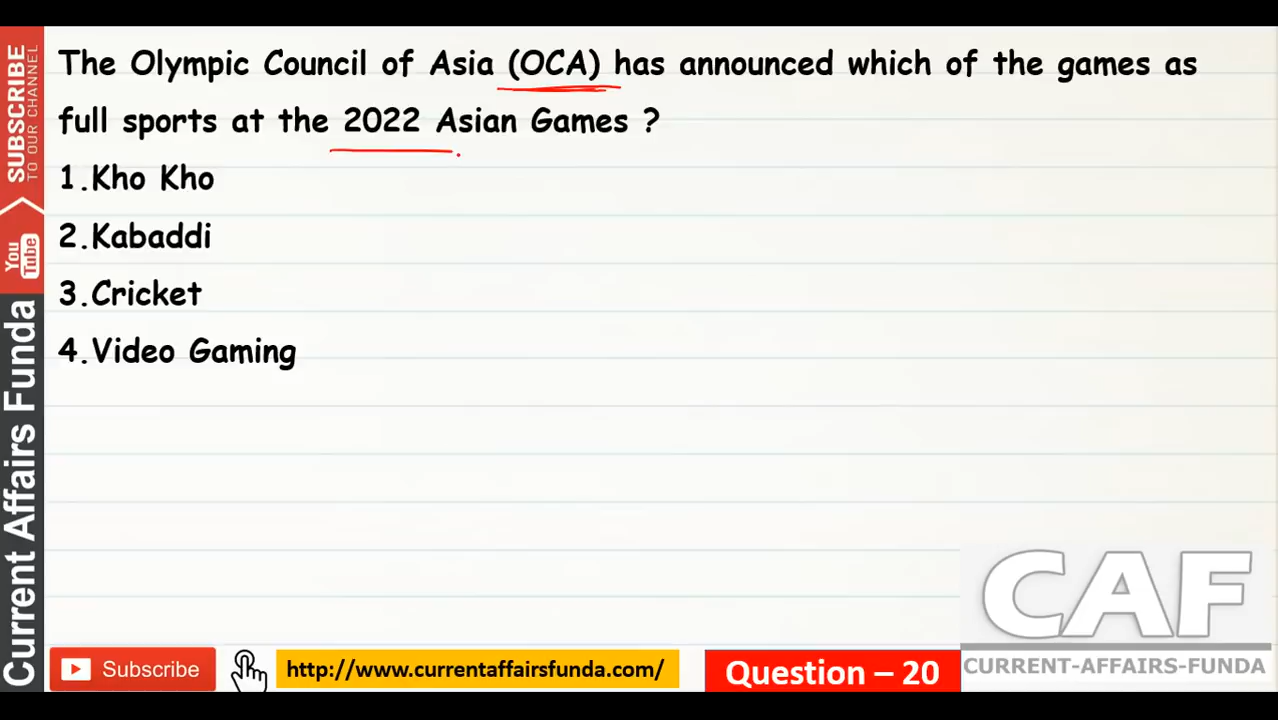 The Olympic Council of Asia (OCA) has announced which of the games as
full sports at the 2022 Asian Games ?
1.Kho Kho
2.Kabaddi
3.Cricket
4.Video Gaming
SUBSCRIBE
TO OUR CHANNEL
You
Tube
Current Affairs Funda
CAF
CURRENT-AFFAIRS-FUNDA
Subscribe
http://www.currentaffairsfunda.com/
Question – 20